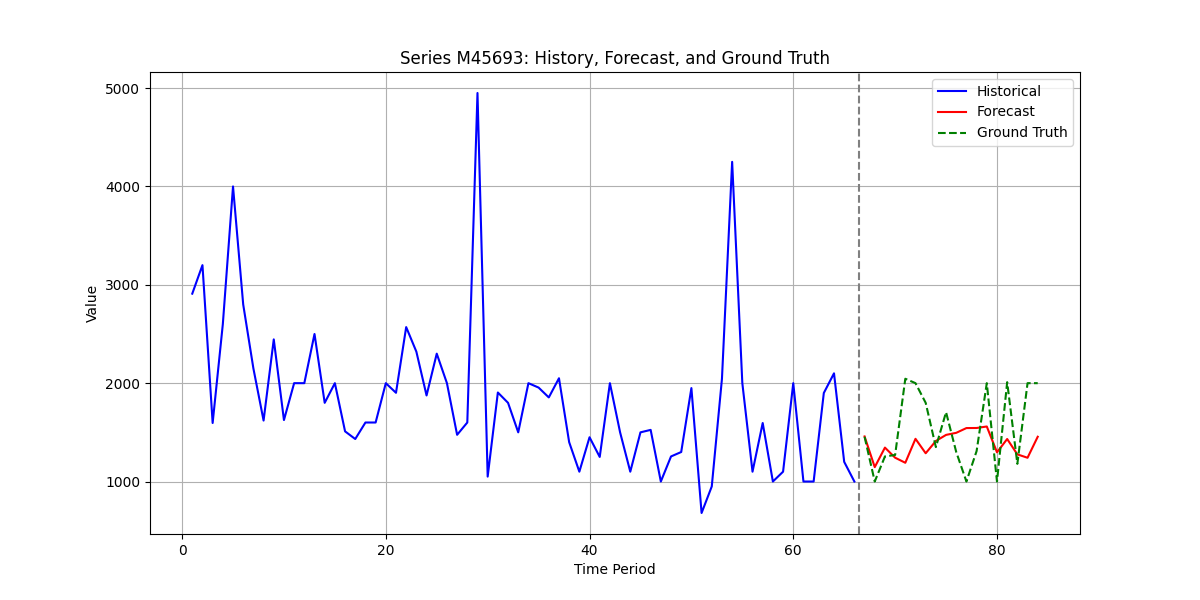 Series M45693: History, Forecast, and Ground Truth
Historical
Forecast
Ground Truth
5000
4000
3000
2000
1000
Value
0
20
40
60
80
Time Period